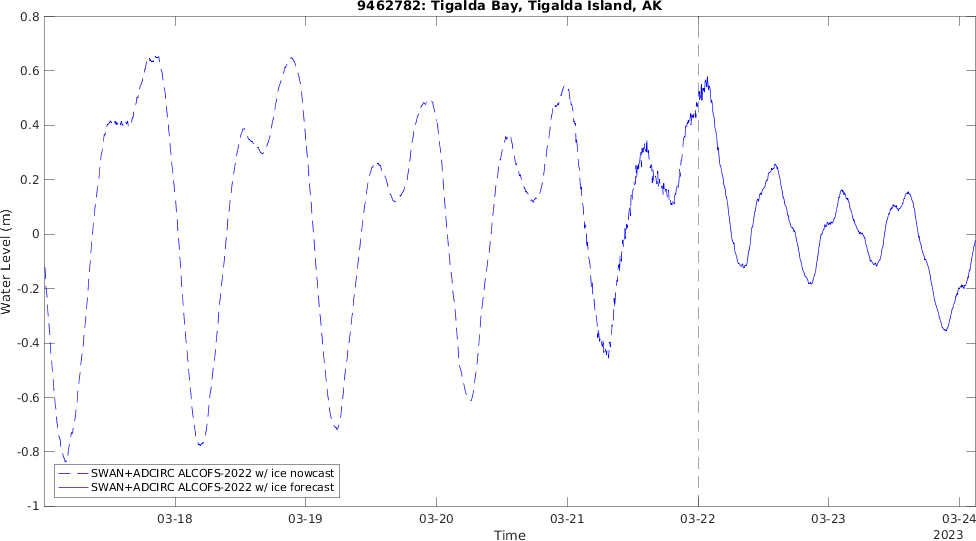 9462782: Tigalda Bay, Tigalda Island, AK
0.8
0.6
0.4
0.2
0
-0.2
-0.4
-0.6
-0.8
-1
Water Level (m)
SWAN+ADCIRC ALCOFS-2022 w/ ice nowcast
SWAN+ADCIRC ALCOFS-2022 w/ ice forecast
03-18 03-19 03-20 03-21 03-22 03-23 03-24
Time
2023